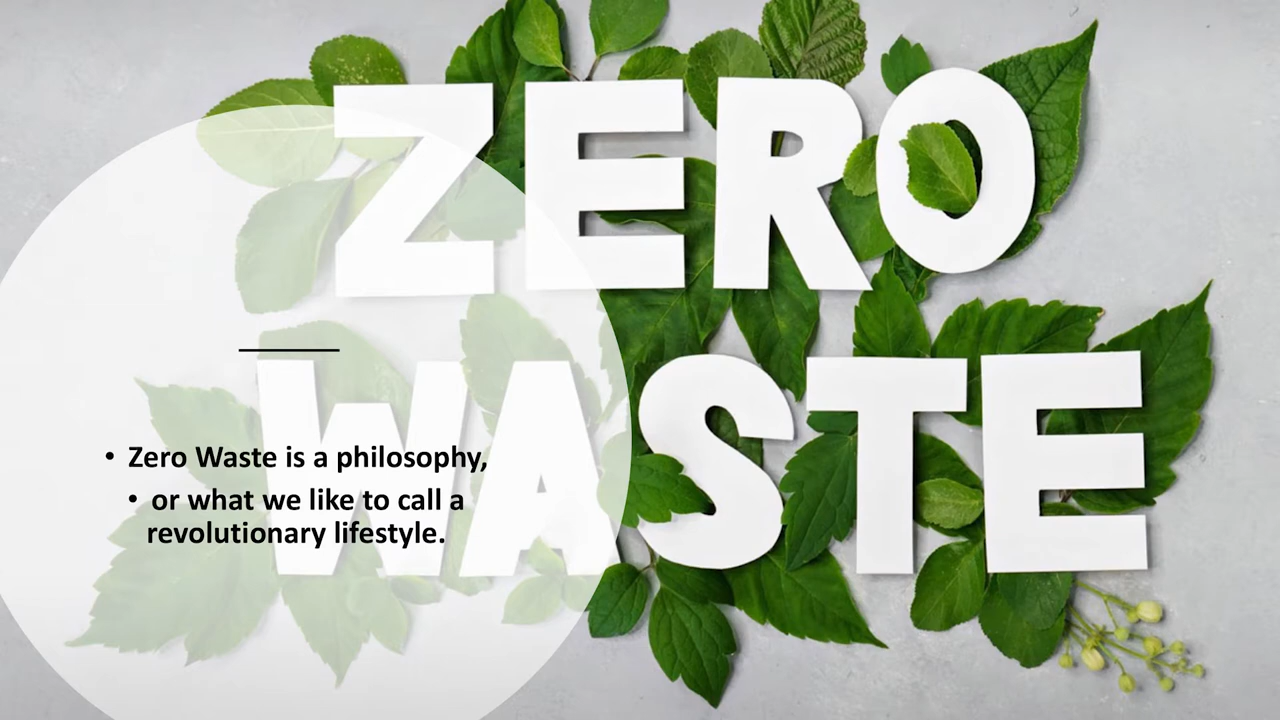 ZERO
WASTE
• Zero Waste is a philosophy,
• or what we like to call a
revolutionary lifestyle.